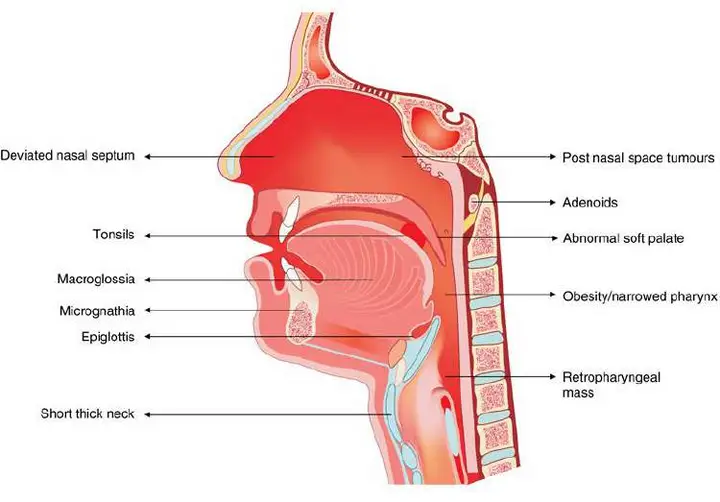 Deviated nasal septum
Tonsils
Macroglossia
Micrognathia
Epiglottis
Short thick neck
Post nasal space tumours
Adenoids
Abnormal soft palate
Obesity/narrowed pharynx
Retropharyngeal
mass